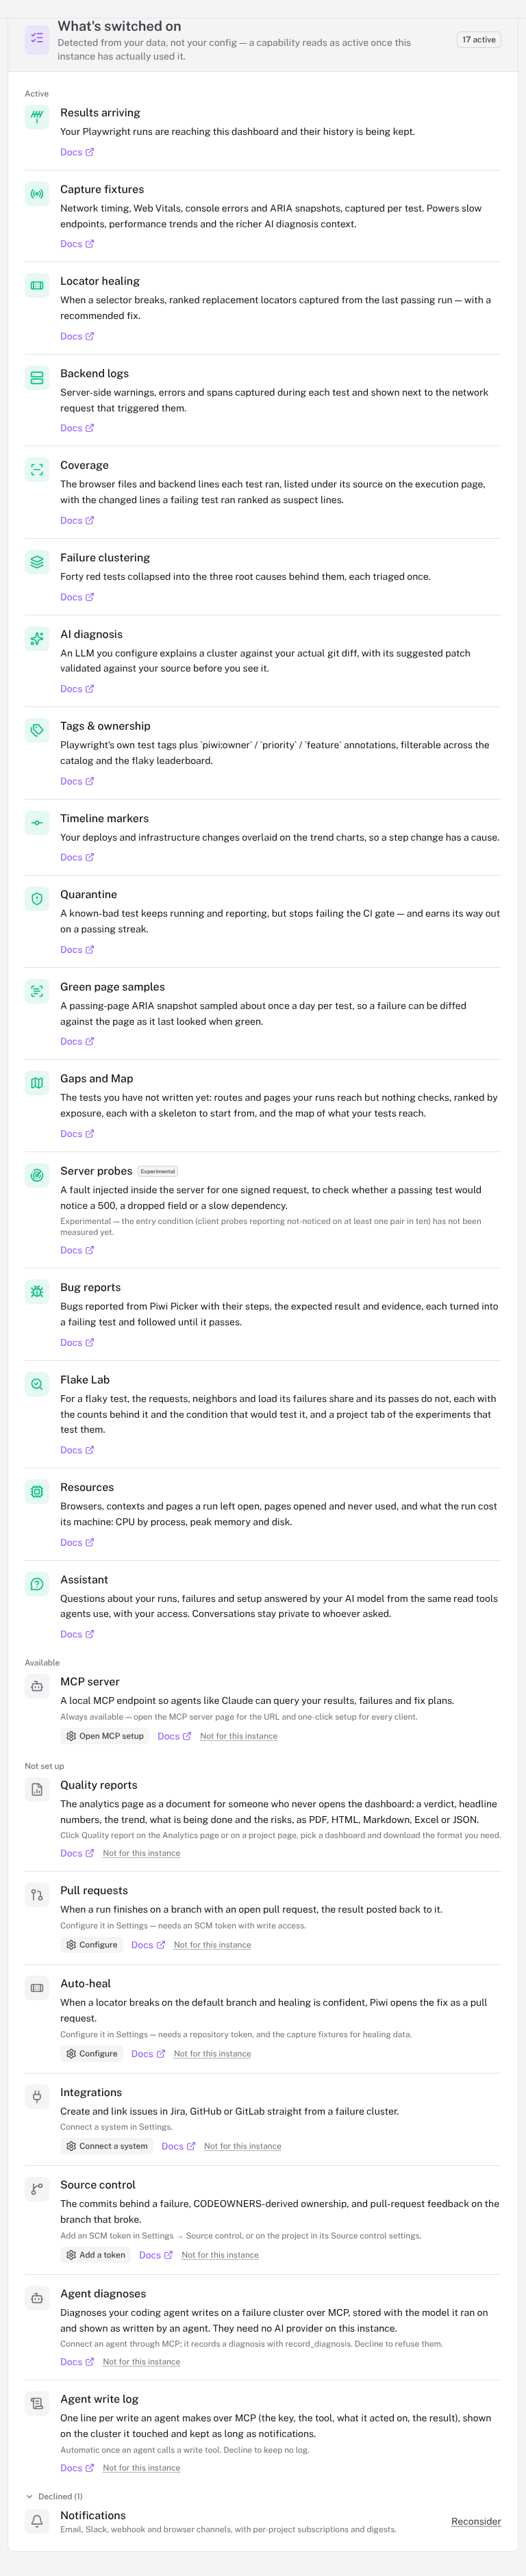 What's switched on
Detected from your data, not your config — a capability reads as active once this
instance has actually used it.
17 active
Active
Results arriving
Your Playwright runs are reaching this dashboard and their history is being kept.
Docs
Capture fixtures
Network timing, Web Vitals, console errors and ARIA snapshots, captured per test. Powers slow
endpoints, performance trends and the richer AI diagnosis context.
Docs
Locator healing
When a selector breaks, ranked replacement locators captured from the last passing run — with a
recommended fix.
Docs
Backend logs
Server-side warnings, errors and spans captured during each test and shown next to the network
request that triggered them.
Docs
Coverage
The browser files and backend lines each test ran, listed under its source on the execution page,
with the changed lines a failing test ran ranked as suspect lines.
Docs
Failure clustering
Forty red tests collapsed into the three root causes behind them, each triaged once.
Docs
AI diagnosis
An LLM you configure explains a cluster against your actual git diff, with its suggested patch
validated against your source before you see it.
Docs
Tags & ownership
Playwright's own test tags plus `piwi:owner` / `priority` / `feature` annotations, filterable across the
catalog and the flaky leaderboard.
Docs
Timeline markers
Your deploys and infrastructure changes overlaid on the trend charts, so a step change has a cause.
Docs
Quarantine
A known-bad test keeps running and reporting, but stops failing the CI gate — and earns its way out
on a passing streak.
Docs
Green page samples
A passing-page ARIA snapshot sampled about once a day per test, so a failure can be diffed
against the page as it last looked when green.
Docs
Gaps and Map
The tests you have not written yet: routes and pages your runs reach but nothing checks, ranked by
exposure, each with a skeleton to start from, and the map of what your tests reach.
Docs
Server probes Experimental
A fault injected inside the server for one signed request, to check whether a passing test would
notice a 500, a dropped field or a slow dependency.
Experimental — the entry condition (client probes reporting not-noticed on at least one pair in ten) has not been
measured yet.
Docs
Bug reports
Bugs reported from Piwi Picker with their steps, the expected result and evidence, each turned into
a failing test and followed until it passes.
Docs
Flake Lab
For a flaky test, the requests, neighbors and load its failures share and its passes do not, each with
the counts behind it and the condition that would test it, and a project tab of the experiments that
test them.
Docs
Resources
Browsers, contexts and pages a run left open, pages opened and never used, and what the run cost
its machine: CPU by process, peak memory and disk.
Docs
Assistant
Questions about your runs, failures and setup answered by your AI model from the same read tools
agents use, with your access. Conversations stay private to whoever asked.
Docs
Available
MCP server
A local MCP endpoint so agents like Claude can query your results, failures and fix plans.
Always available — open the MCP server page for the URL and one-click setup for every client.
Open MCP setup Docs Not for this instance
Not set up
Quality reports
The analytics page as a document for someone who never opens the dashboard: a verdict, headline
numbers, the trend, what is being done and the risks, as PDF, HTML, Markdown, Excel or JSON.
Click Quality report on the Analytics page or on a project page, pick a dashboard and download the format you need.
Docs Not for this instance
Pull requests
When a run finishes on a branch with an open pull request, the result posted back to it.
Configure it in Settings — needs an SCM token with write access.
Configure Docs Not for this instance
Auto-heal
When a locator breaks on the default branch and healing is confident, Piwi opens the fix as a pull
request.
Configure it in Settings — needs a repository token, and the capture fixtures for healing data.
Configure Docs Not for this instance
Integrations
Create and link issues in Jira, GitHub or GitLab straight from a failure cluster.
Connect a system in Settings.
Connect a system Docs Not for this instance
Source control
The commits behind a failure, CODEOWNERS-derived ownership, and pull-request feedback on the
branch that broke.
Add an SCM token in Settings → Source control, or on the project in its Source control settings.
Add a token Docs Not for this instance
Agent diagnoses
Diagnoses your coding agent writes on a failure cluster over MCP, stored with the model it ran on
and shown as written by an agent. They need no AI provider on this instance.
Connect an agent through MCP; it records a diagnosis with record_diagnosis. Decline to refuse them.
Docs Not for this instance
Agent write log
One line per write an agent makes over MCP (the key, the tool, what it acted on, the result), shown
on the cluster it touched and kept as long as notifications.
Automatic once an agent calls a write tool. Decline to keep no log.
Docs Not for this instance
Declined (1)
Notifications
Email, Slack, webhook and browser channels, with per-project subscriptions and digests.
Reconsider